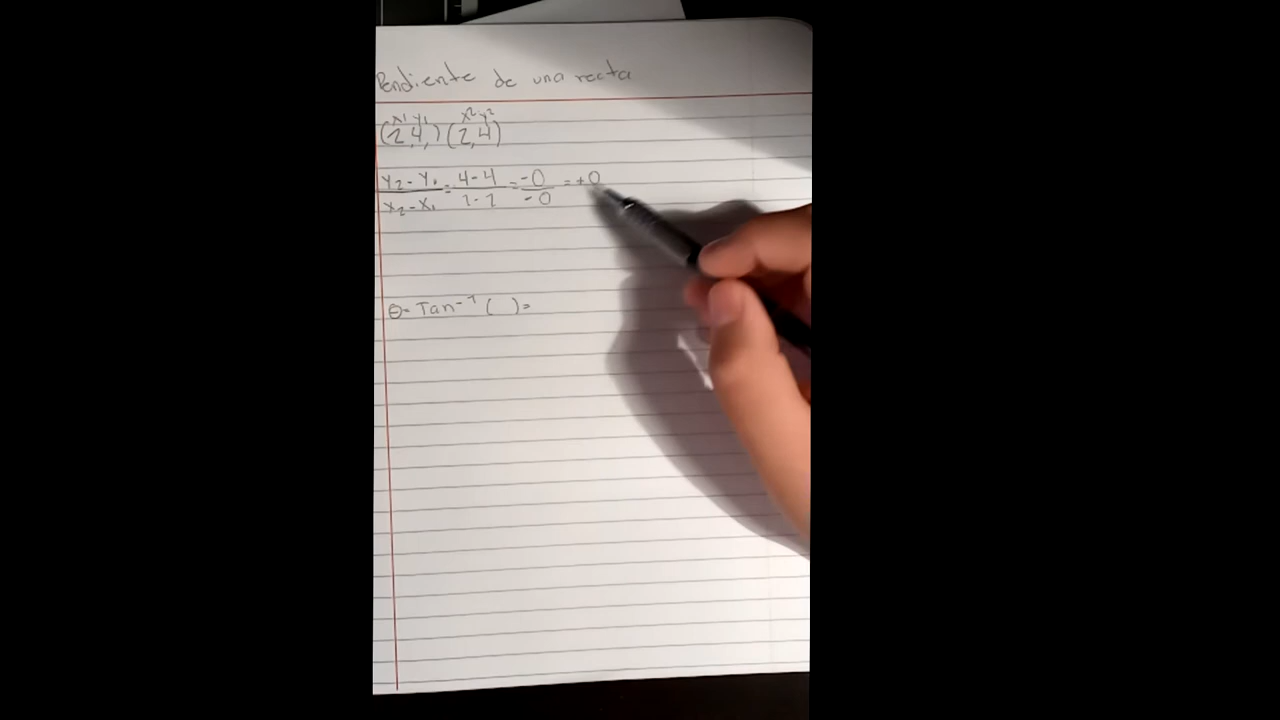 Pendiente de una recta
x1 y1 x2 y2
(2,4,) (2,4)
Y2 - Y1 = 4 - 4 = -0 = +0
X2 - X1 2 - 2 - 0
θ= Tan-1 ( ) =